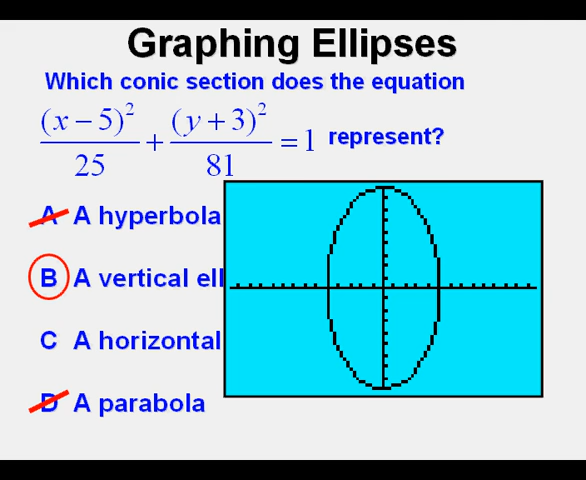 Graphing Ellipses
Which conic section does the equation
(x − 5)² / 25 + (y + 3)² / 81 = 1 represent?
A A hyperbola
B A vertical ell
C A horizontal
D A parabola